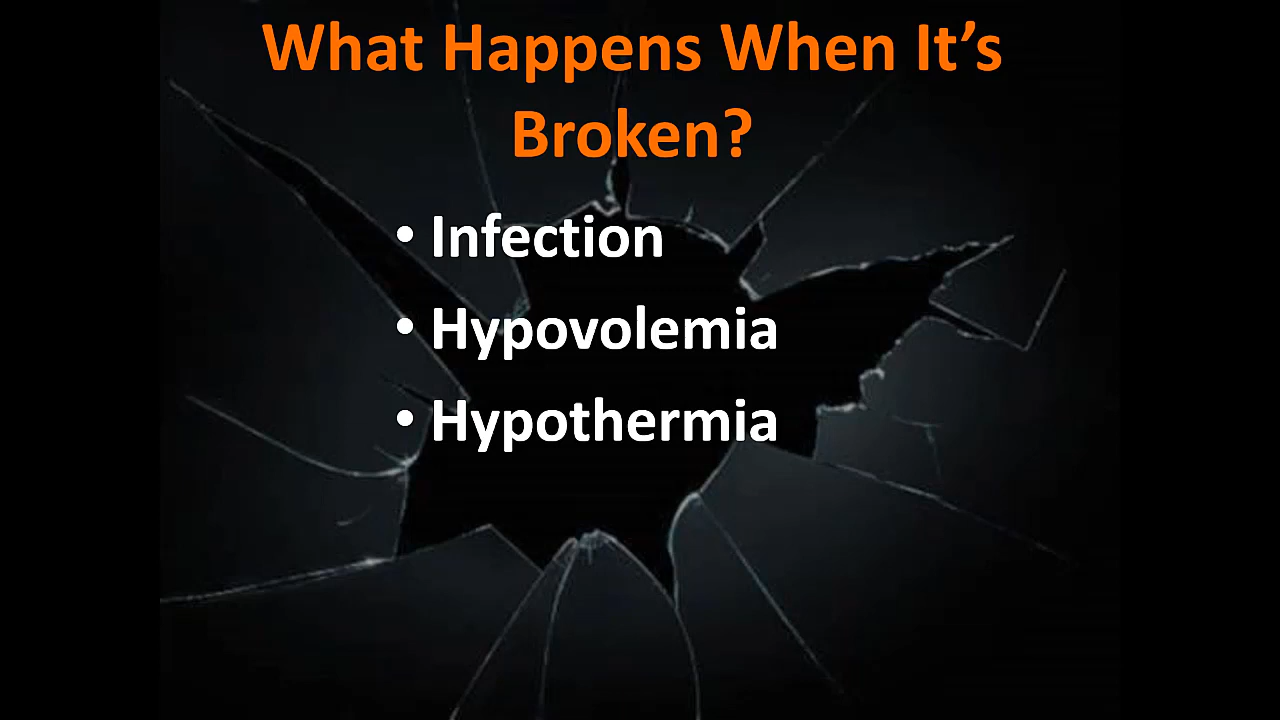 What Happens When It’s
Broken?
• Infection
• Hypovolemia
• Hypothermia